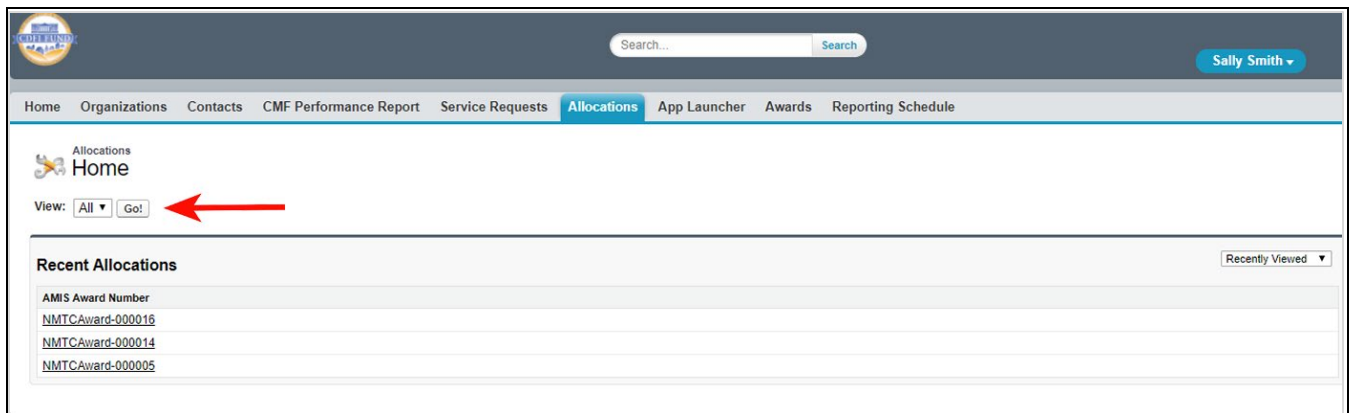 CDFI FUND
Search... Search
Sally Smith
Home Organizations Contacts CMF Performance Report Service Requests Allocations App Launcher Awards Reporting Schedule
Allocations
Home
View: All Go!
Recent Allocations
Recently Viewed
AMIS Award Number
NMTCAward-000016
NMTCAward-000014
NMTCAward-000005